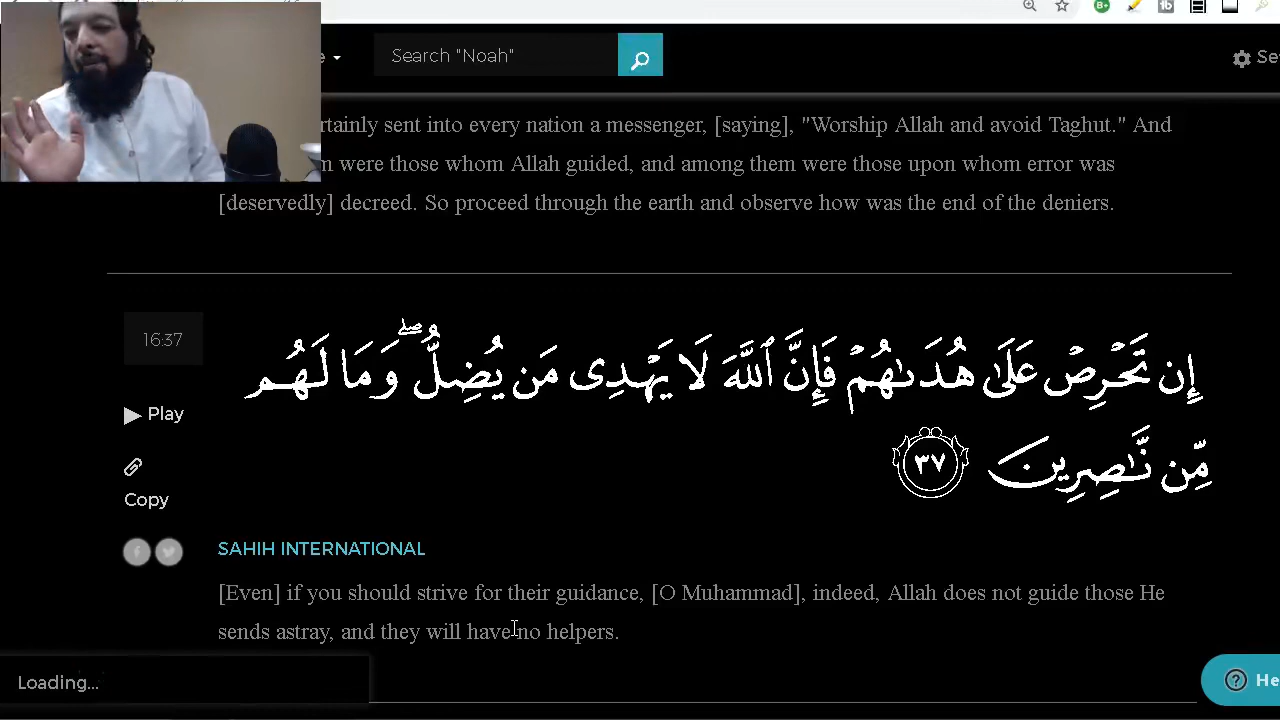 Search "Noah"
Se
rtainly sent into every nation a messenger, [saying], "Worship Allah and avoid Taghut." And
m were those whom Allah guided, and among them were those upon whom error was
[deservedly] decreed. So proceed through the earth and observe how was the end of the deniers.
16:37
إِن تَحْرِصْ عَلَىٰ هُدَىٰهُمْ فَإِنَّ ٱللَّهَ لَا يَهْدِى مَن يُضِلُّ ۖ وَمَا لَهُم
مِّن نَّـٰصِرِينَ ٣٧
Play
Copy
SAHIH INTERNATIONAL
[Even] if you should strive for their guidance, [O Muhammad], indeed, Allah does not guide those He
sends astray, and they will have no helpers.
Loading...
He